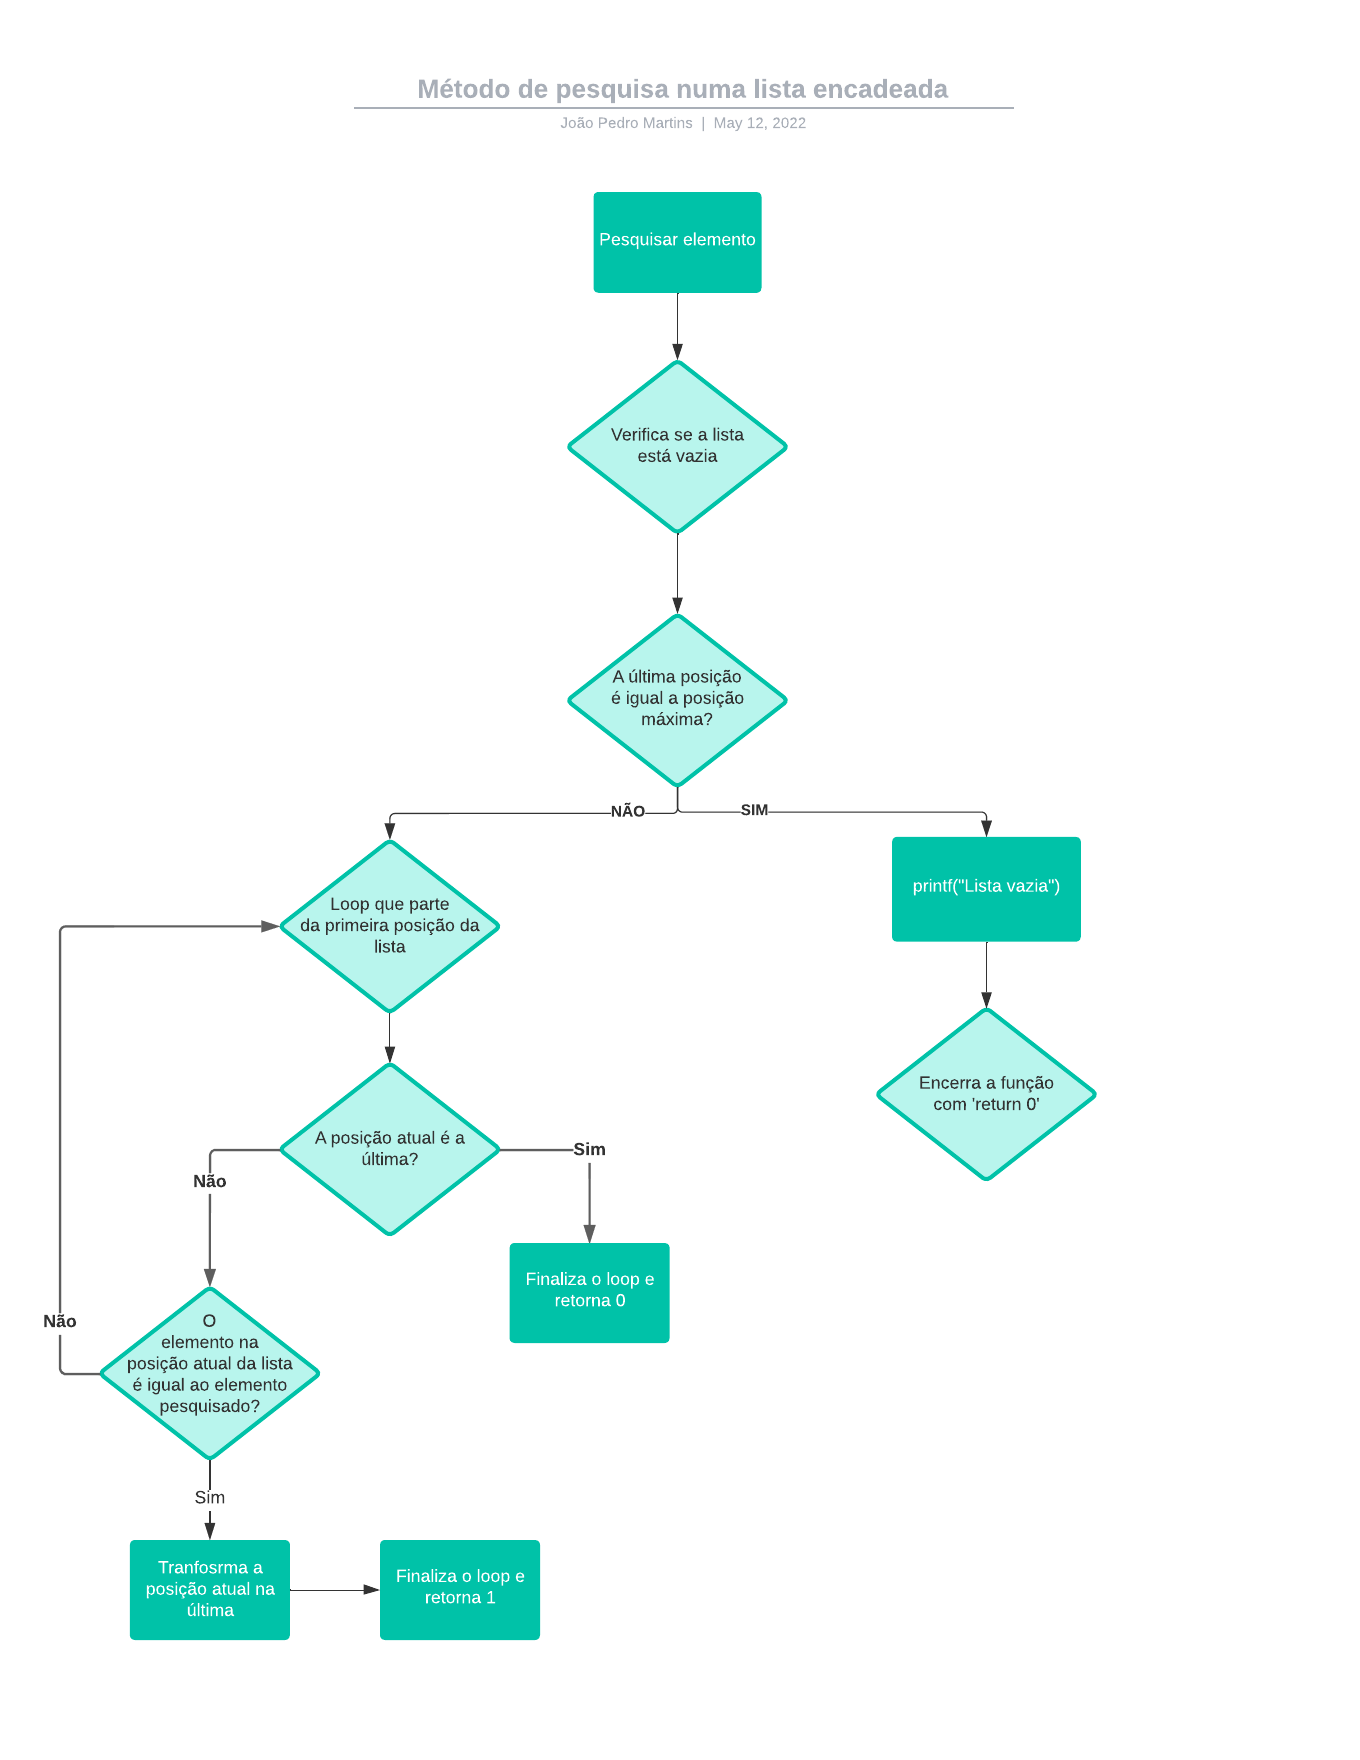 Método de pesquisa numa lista encadeada
João Pedro Martins | May 12, 2022
Pesquisar elemento
Verifica se a lista
está vazia
A última posição
é igual a posição
máxima?
NÃO
SIM
Loop que parte
da primeira posição da
lista
printf("Lista vazia")
Encerra a função
com 'return 0'
A posição atual é a
última?
Sim
Não
Finaliza o loop e
retorna 0
Não
O
elemento na
posição atual da lista
é igual ao elemento
pesquisado?
Sim
Tranfosrma a
posição atual na
última
Finaliza o loop e
retorna 1